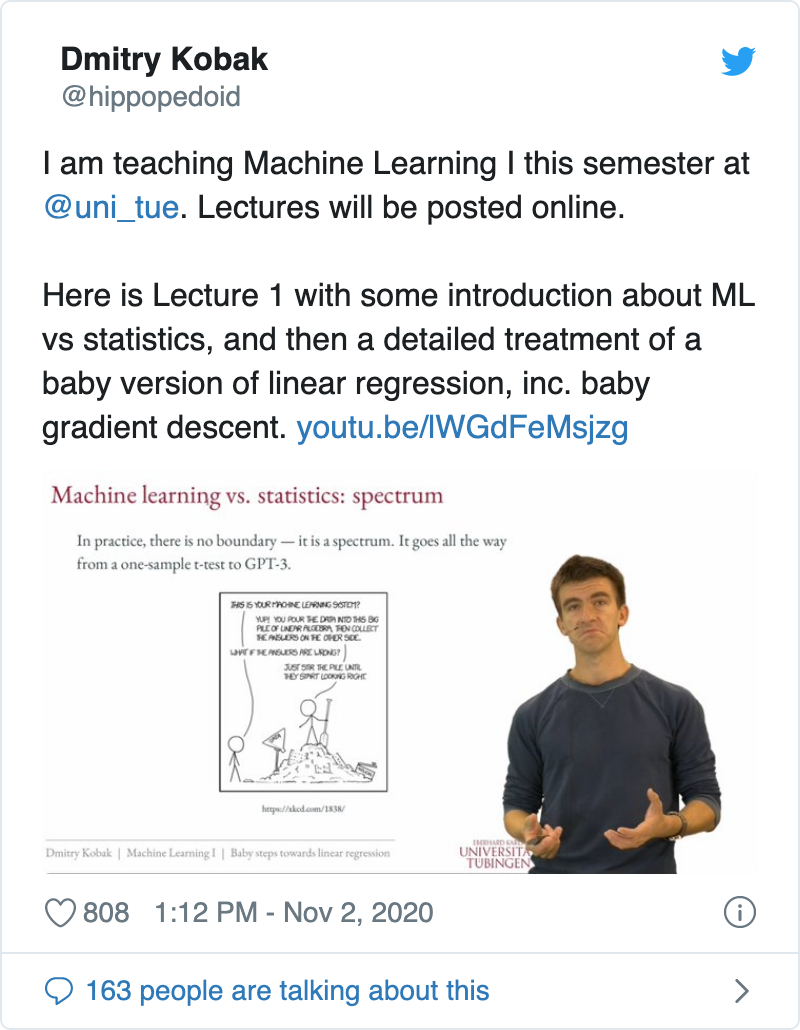 Dmitry Kobak
@hippopedoid
I am teaching Machine Learning I this semester at
@uni_tue. Lectures will be posted online.
Here is Lecture 1 with some introduction about ML
vs statistics, and then a detailed treatment of a
baby version of linear regression, inc. baby
gradient descent. youtu.be/lWGdFeMsjzg
Machine learning vs. statistics: spectrum
In practice, there is no boundary — it is a spectrum. It goes all the way
from a one-sample t-test to GPT-3.
THIS IS YOUR MACHINE LEARNING SYSTEM?
YUP! YOU POUR THE DATA INTO THIS BIG
PILE OF LINEAR ALGEBRA, THEN COLLECT
THE ANSWERS ON THE OTHER SIDE.
WHAT IF THE ANSWERS ARE WRONG?
JUST STIR THE PILE UNTIL
THEY START LOOKING RIGHT.
https://xkcd.com/1838/
Dmitry Kobak | Machine Learning I | Baby steps towards linear regression
EBERHARD KARLS
UNIVERSITÄ
TÜBINGEN
808 1:12 PM - Nov 2, 2020
163 people are talking about this